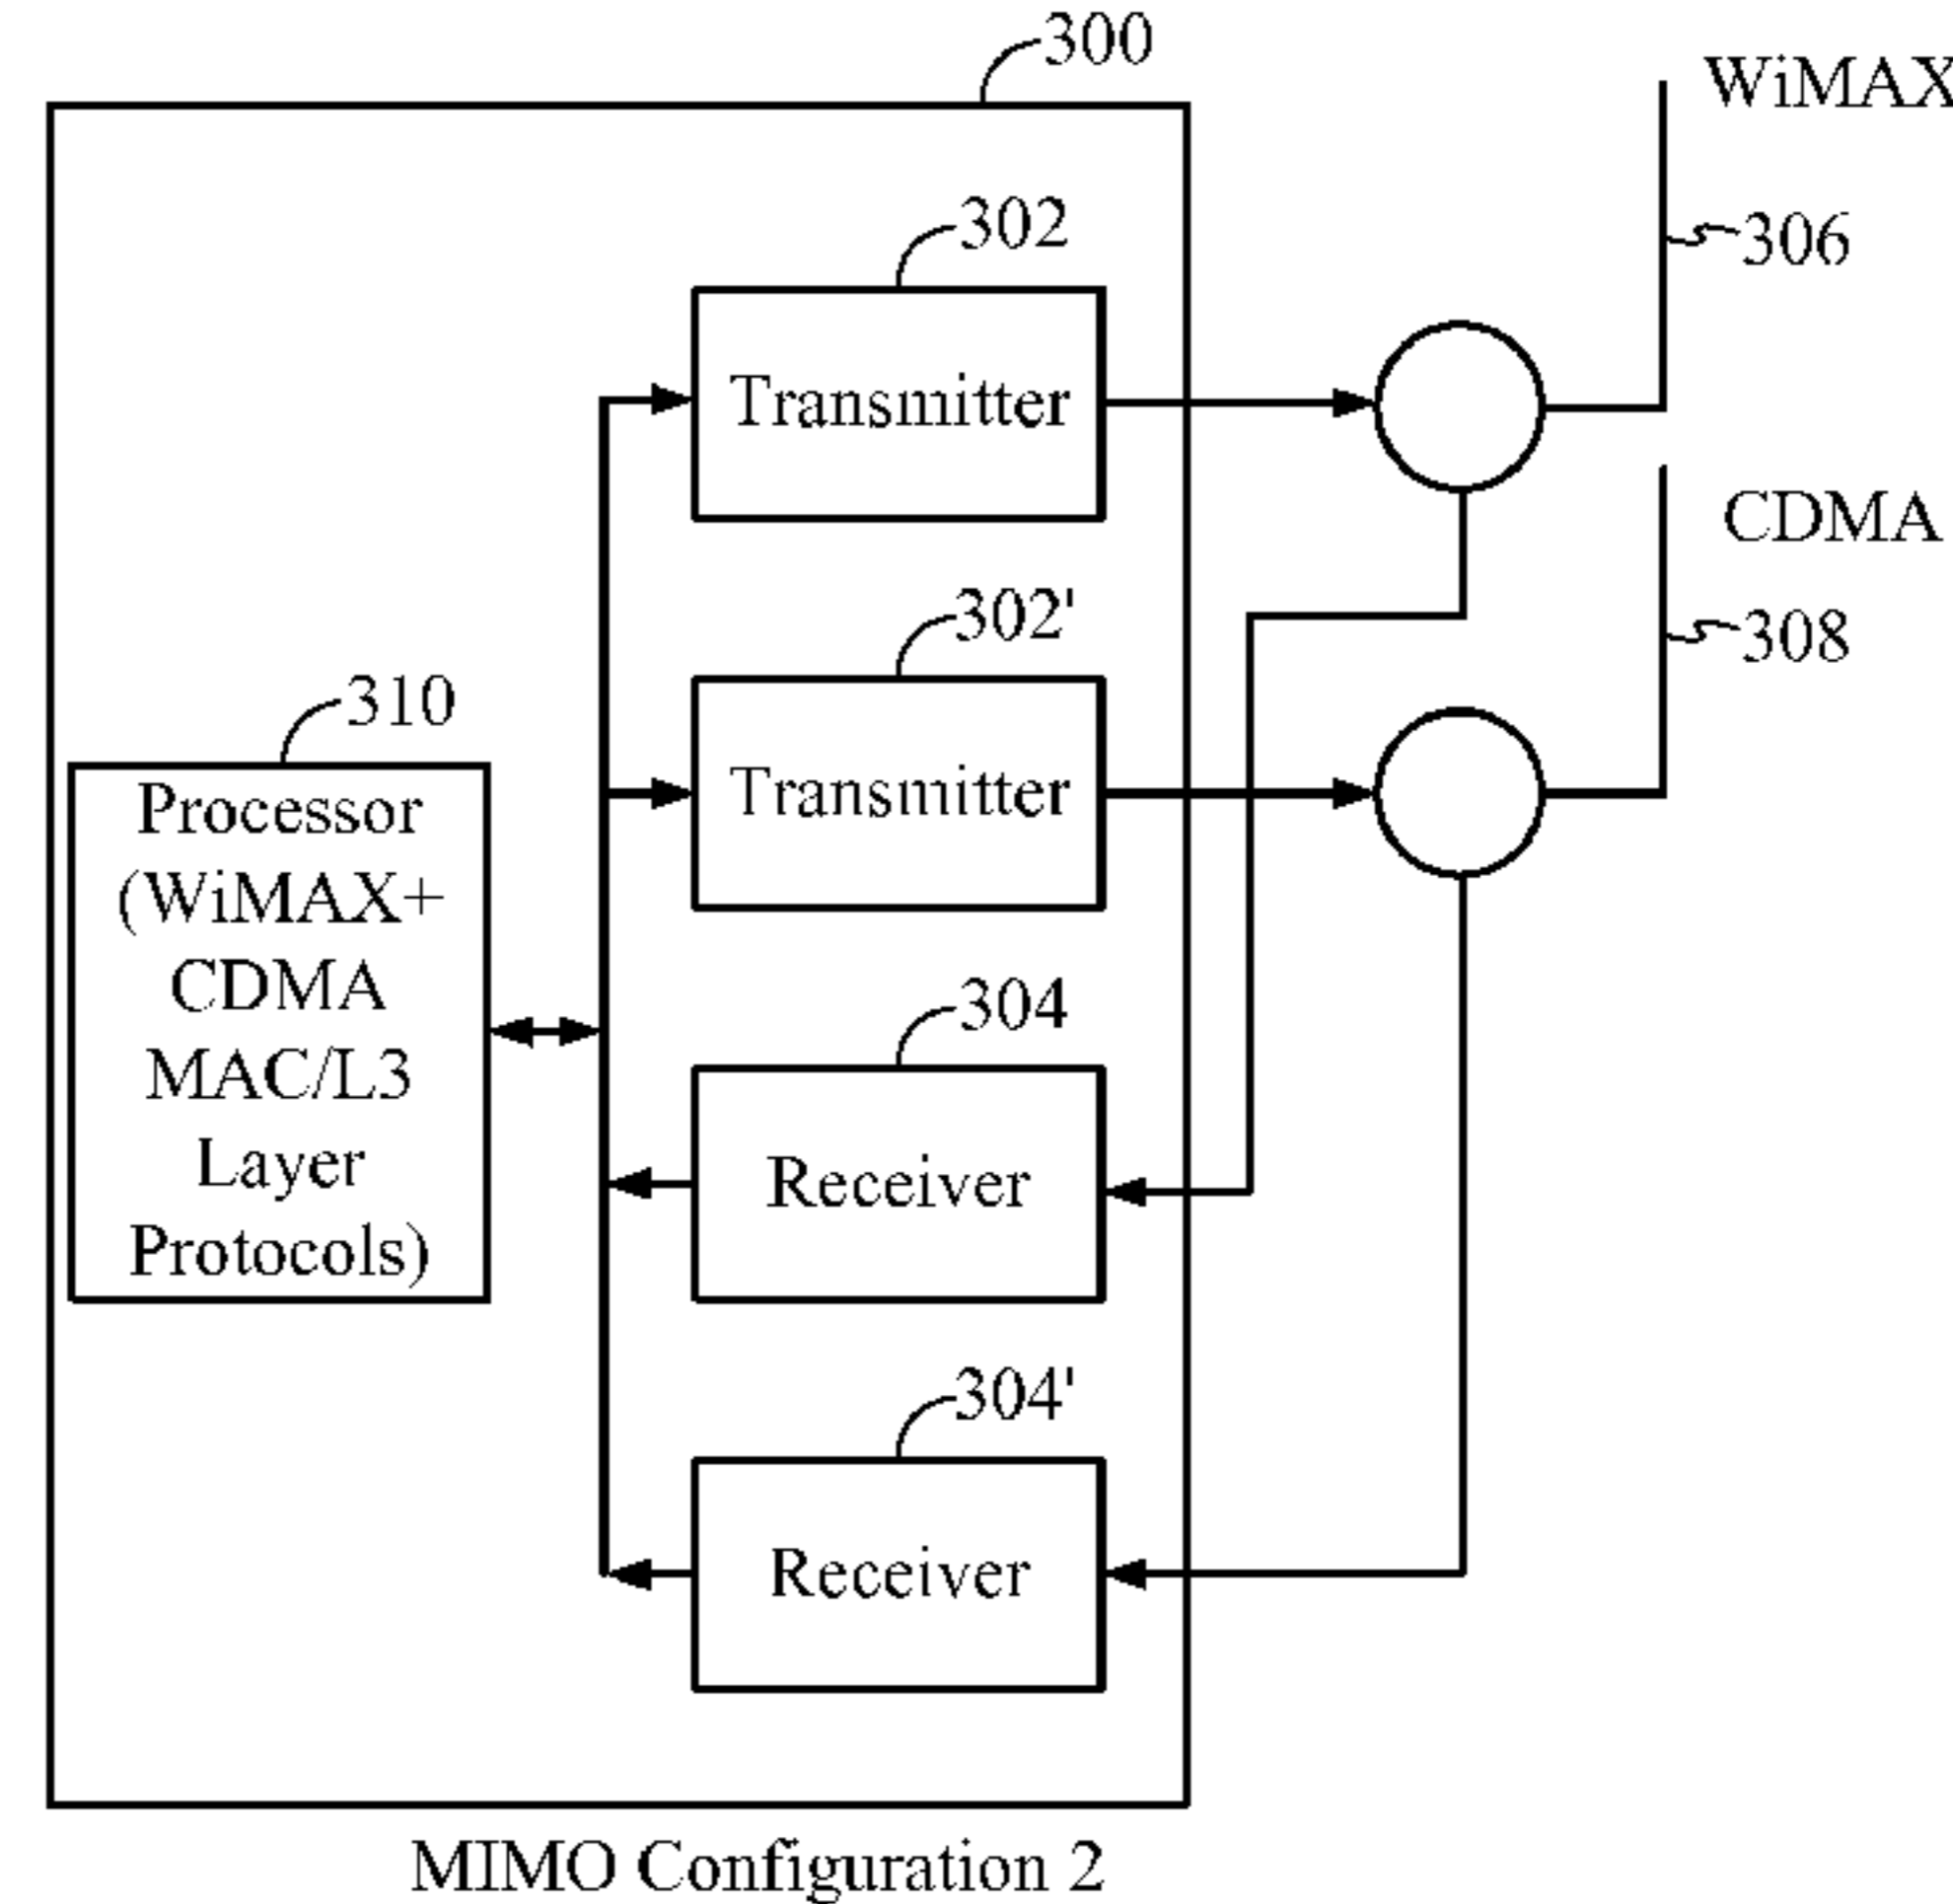 300
WiMAX
302
306
Transmitter
CDMA
302'
308
310
Transmitter
Processor
(WiMAX+
CDMA
MAC/L3
Layer
Protocols)
304
Receiver
304'
Receiver
MIMO Configuration 2